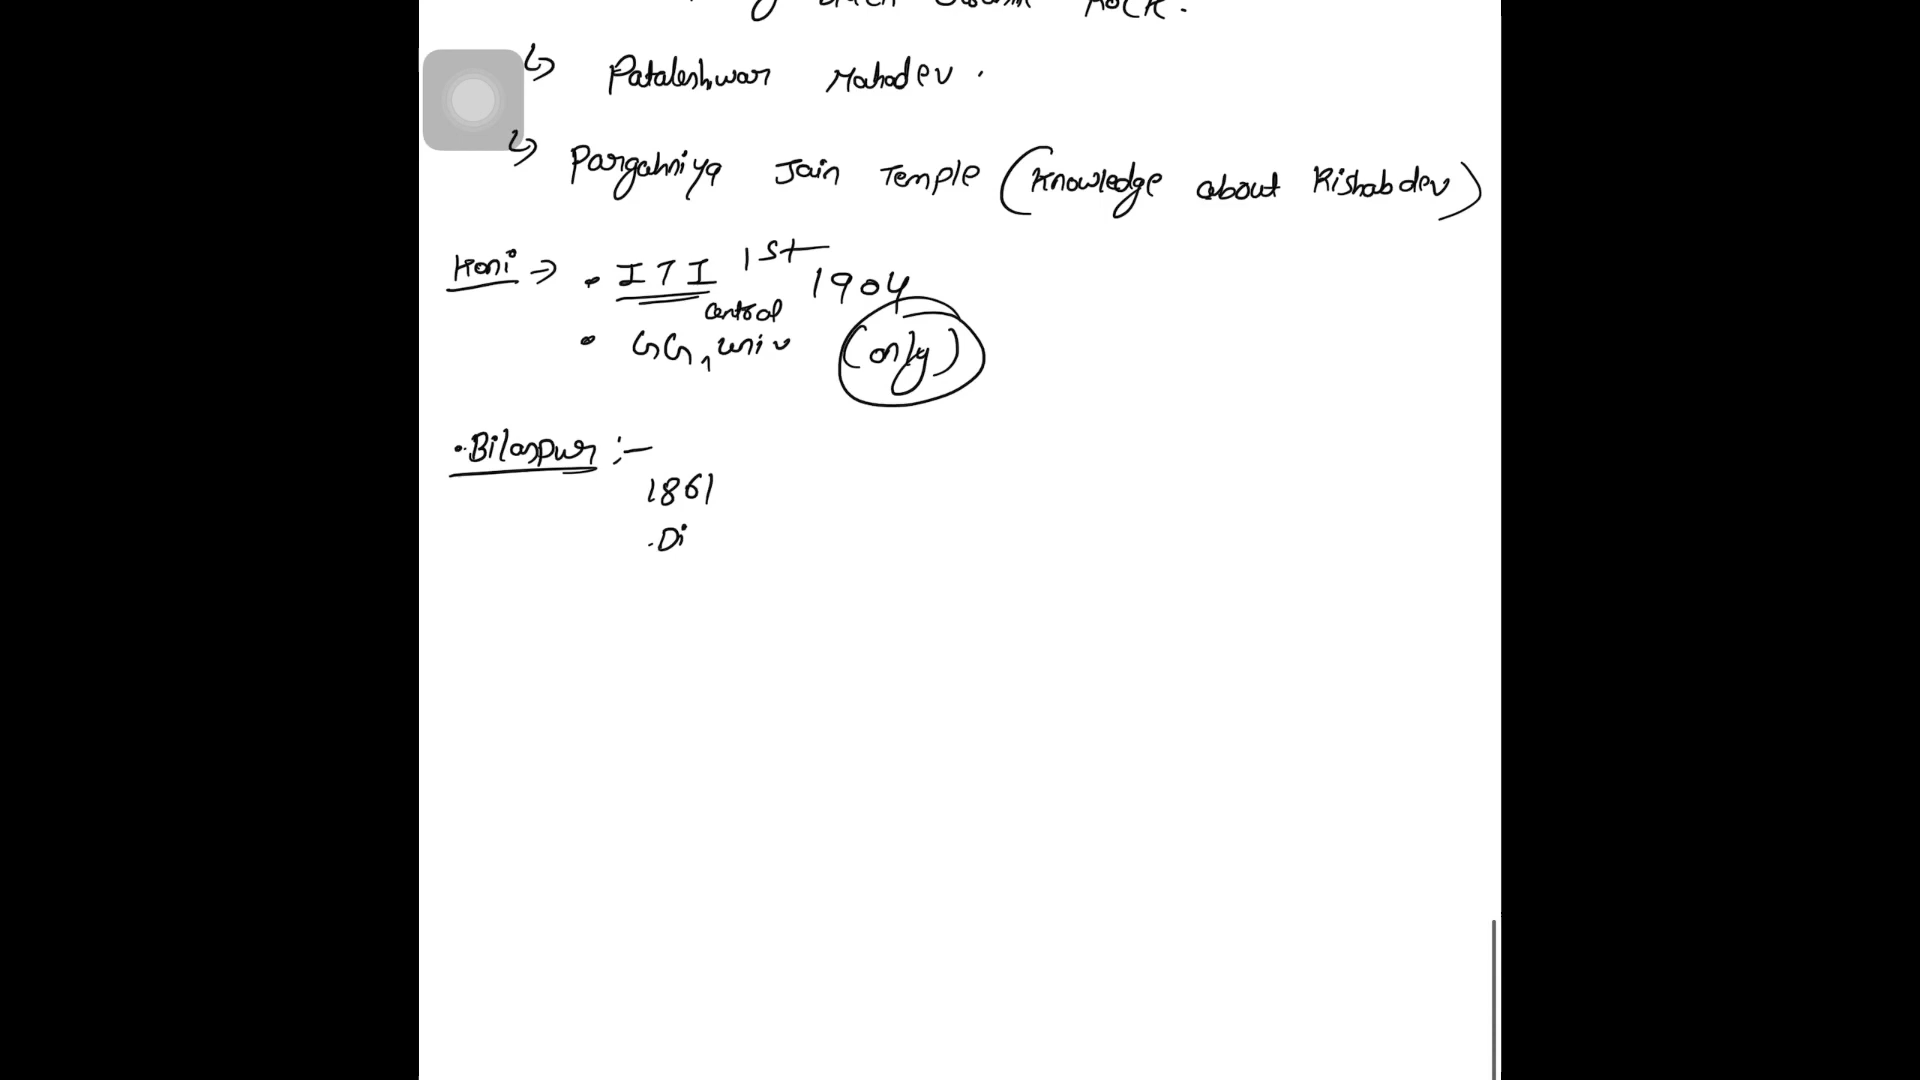 Rock.
↳ Pataleshwar Mahadev.
↳ Pargahniya Jain Temple (Knowledge about Rishabdev)
Koni → • ITI 1st 1904
central
• GG, univ (only)
• Bilaspur :-
1861
. Di